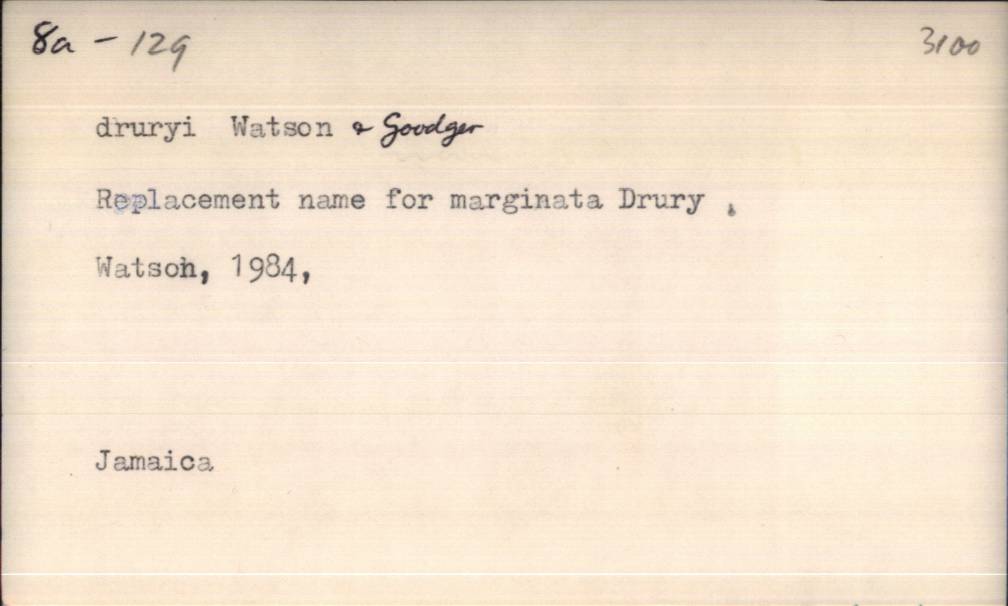 8a - 129
3100
druryi Watson & Goodger
Replacement name for marginata Drury .
Watson, 1984,
Jamaica